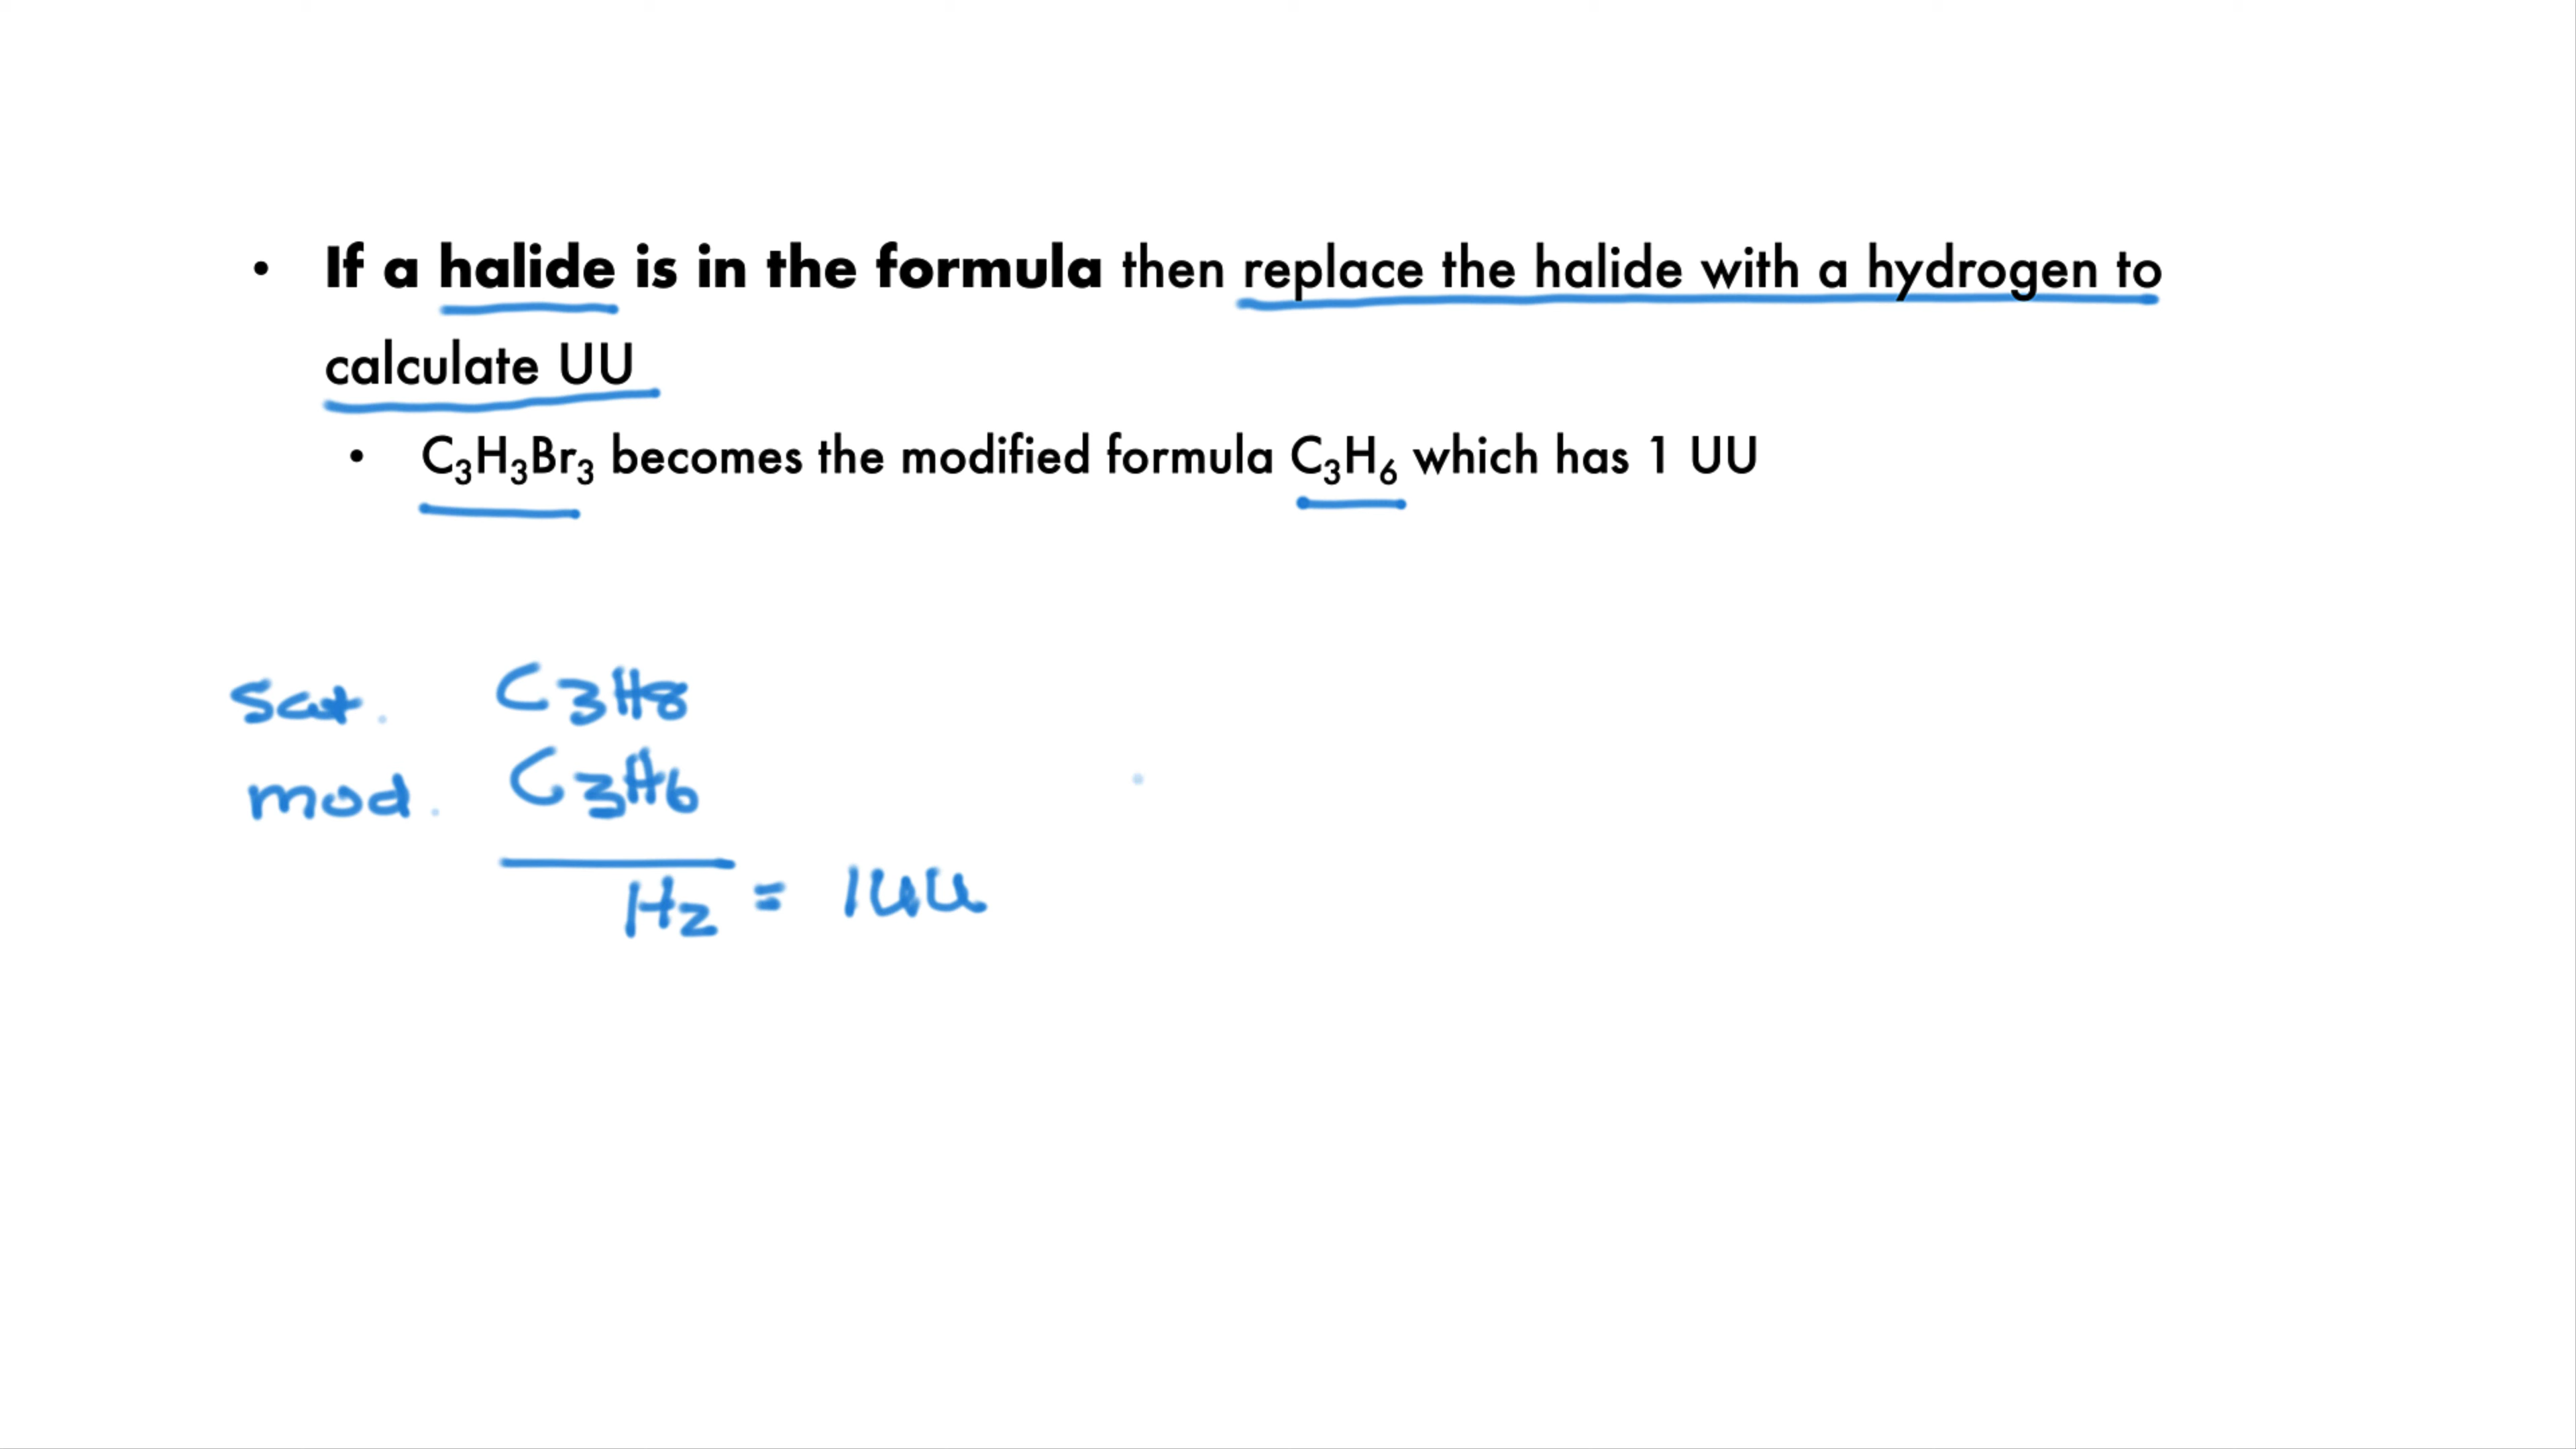 • If a halide is in the formula then replace the halide with a hydrogen to
calculate UU
• C₃H₃Br₃ becomes the modified formula C₃H₆ which has 1 UU
Sat. C₃H₈
mod. C₃H₆
H₂ = 1UU